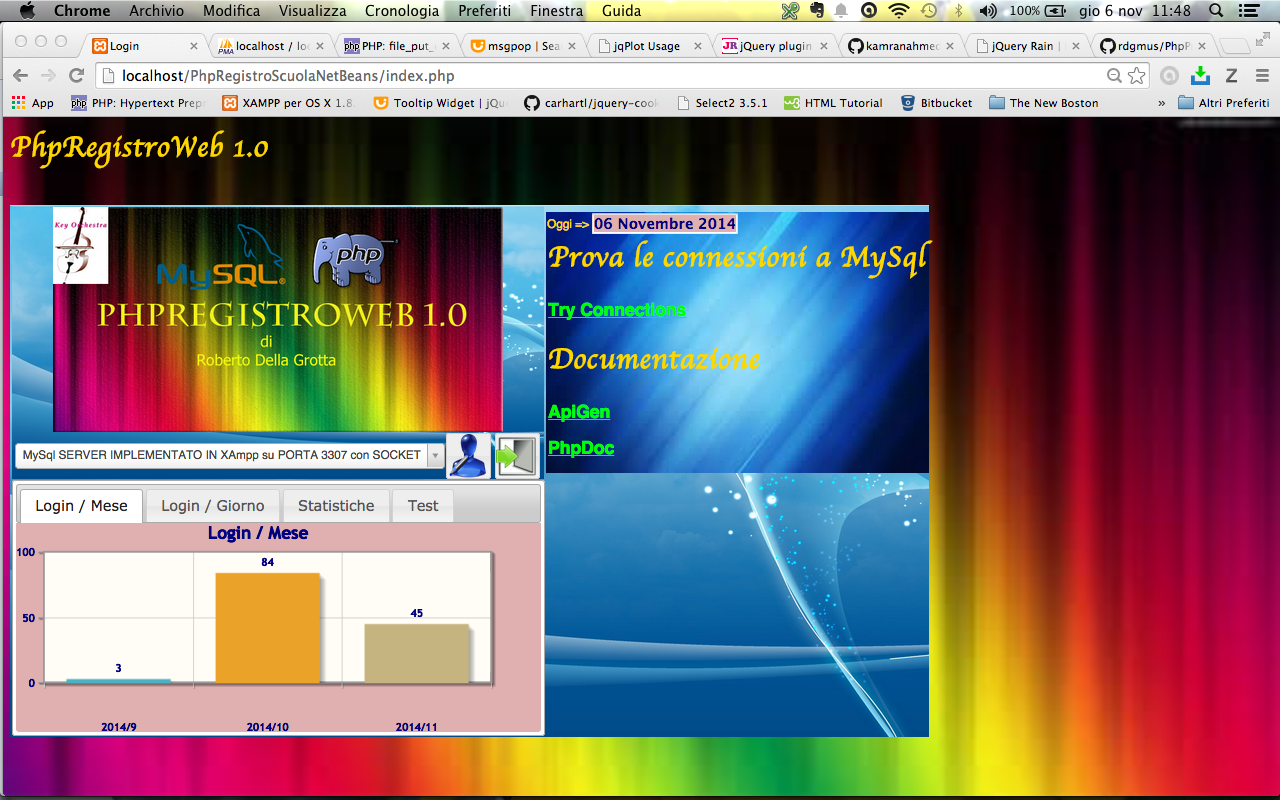 Chrome Archivio Modifica Visualizza Cronologia Preferiti Finestra Guida 100% gio 6 nov 11:48
Login localhost / loc PHP: file_put_ msgpop | Sea jqPlot Usage jQuery plugin kamranahmed jQuery Rain | rdgmus/PhpP
localhost/PhpRegistroScuolaNetBeans/index.php
App PHP: Hypertext Prepr XAMPP per OS X 1.8. Tooltip Widget | jQu carhartl/jquery-cook Select2 3.5.1 HTML Tutorial Bitbucket The New Boston » Altri Preferiti
PhpRegistroWeb 1.0
Key Orchestra
MySQL
php
PHPREGISTROWEB 1.0
di
Roberto Della Grotta
Oggi => 06 Novembre 2014
Prova le connessioni a MySql
Try Connections
Documentazione
ApiGen
PhpDoc
MySql SERVER IMPLEMENTATO IN XAmpp su PORTA 3307 con SOCKET
Login / Mese Login / Giorno Statistiche Test
Login / Mese
100
84
50
45
3
0
2014/9 2014/10 2014/11